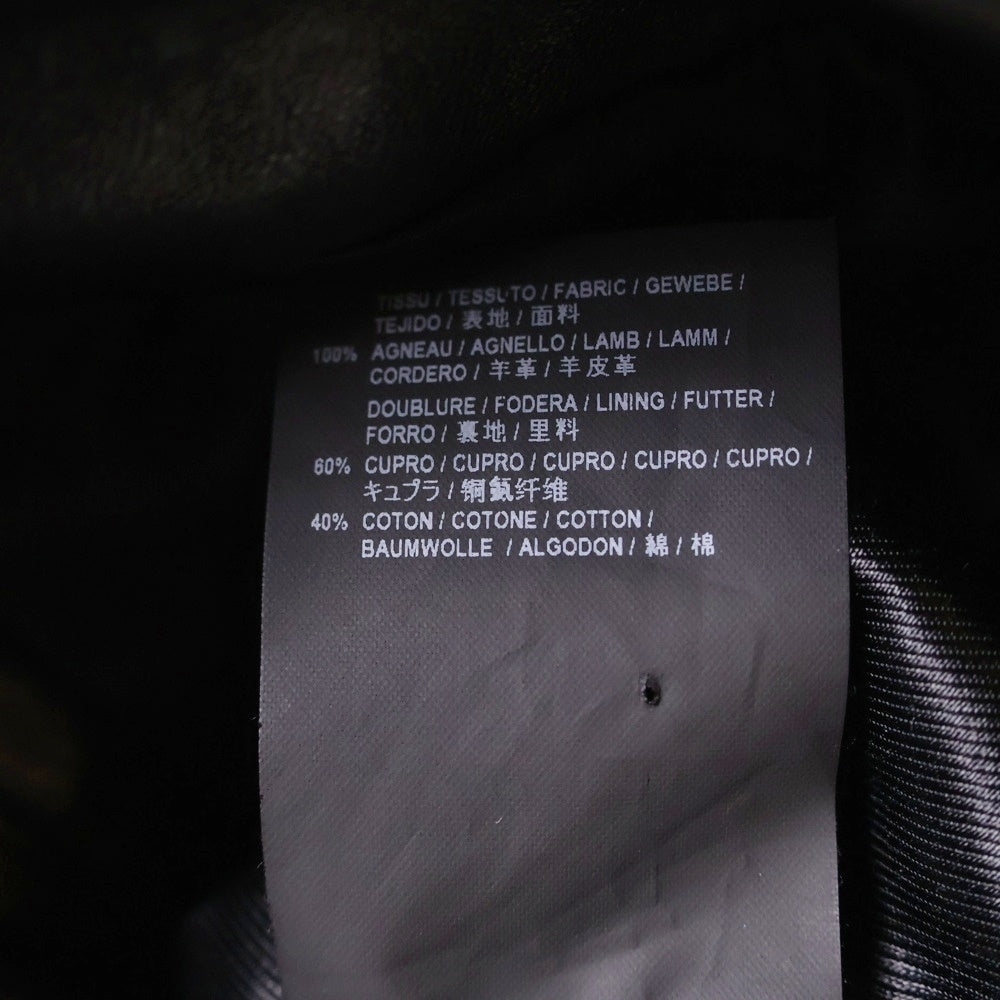 TISSU / TESSUTO / FABRIC / GEWEBE /
TEJIDO / 表地 / 面料
100% AGNEAU / AGNELLO / LAMB / LAMM /
CORDERO / 羊革 / 羊皮革
DOUBLURE / FODERA / LINING / FUTTER /
FORRO / 裏地 / 里料
60% CUPRO / CUPRO / CUPRO / CUPRO / CUPRO /
キュプラ / 铜氨纤维
40% COTON / COTONE / COTTON /
BAUMWOLLE / ALGODON / 綿 / 棉